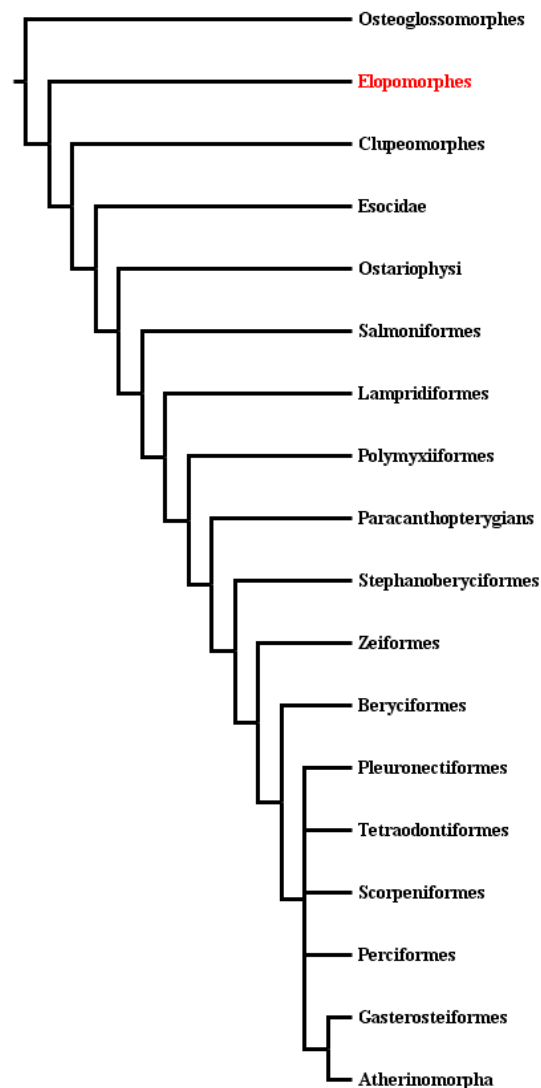 Osteoglossomorphes
Elopomorphes
Clupeomorphes
Esocidae
Ostariophysi
Salmoniformes
Lampridiformes
Polymyxiiformes
Paracanthopterygians
Stephanoberyciformes
Zeiformes
Beryciformes
Pleuronectiformes
Tetraodontiformes
Scorpeniformes
Perciformes
Gasterosteiformes
Atherinomorpha